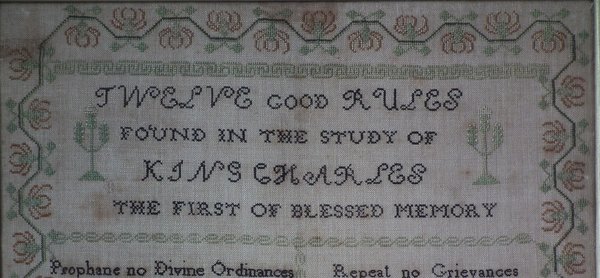 TWELVE GOOD RULES
FOUND IN THE STUDY OF
KING CHARLES
THE FIRST OF BLESSED MEMORY
Prophane no Divine Ordinances Repeat no Grievances